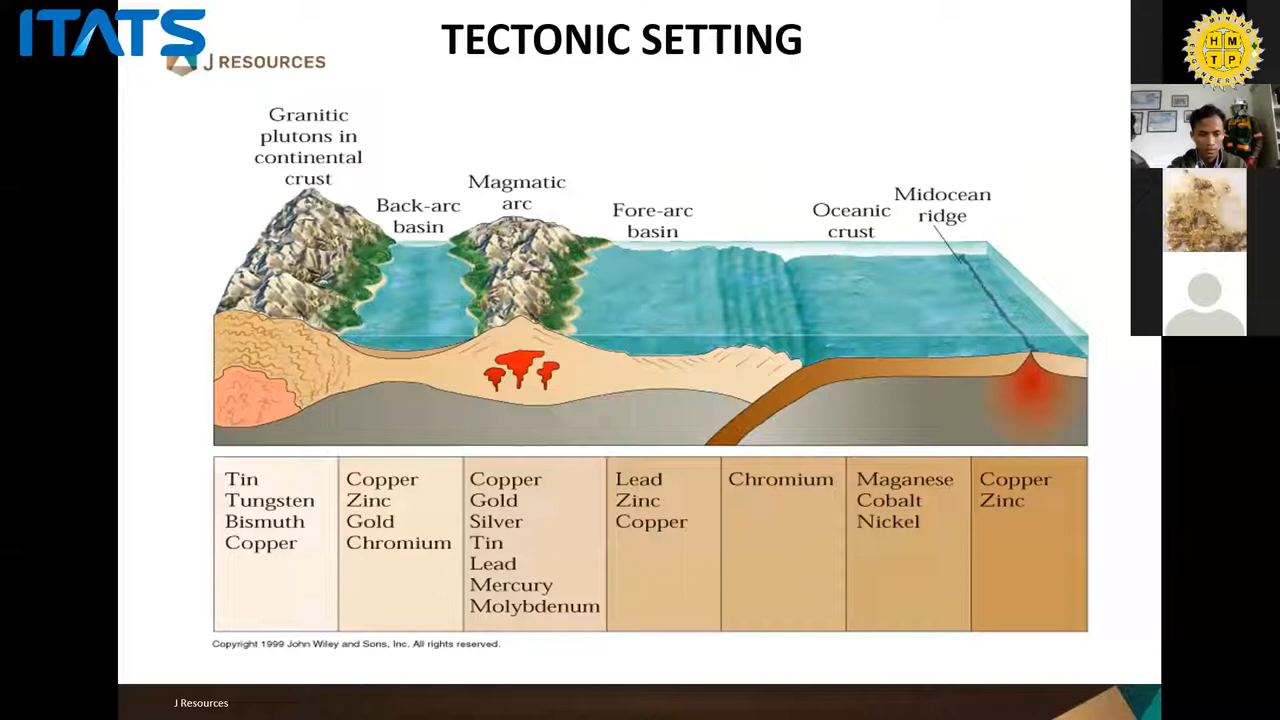 ITATS
J RESOURCES
TECTONIC SETTING
MINING
H M
T P
ENGINEERING
Granitic
plutons in
continental
crust
Back-arc
basin
Magmatic
arc
Fore-arc
basin
Oceanic
crust
Midocean
ridge
Tin
Tungsten
Bismuth
Copper
Copper
Zinc
Gold
Chromium
Copper
Gold
Silver
Tin
Lead
Mercury
Molybdenum
Lead
Zinc
Copper
Chromium
Maganese
Cobalt
Nickel
Copper
Zinc
Copyright 1999 John Wiley and Sons, Inc. All rights reserved.
J Resources